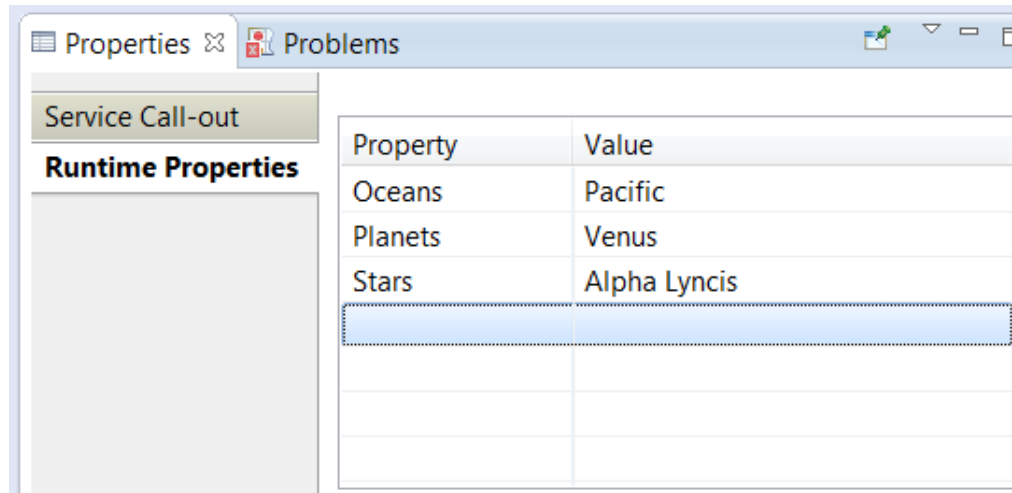 Properties Problems
Service Call-out
Runtime Properties
Property Value
Oceans Pacific
Planets Venus
Stars Alpha Lyncis